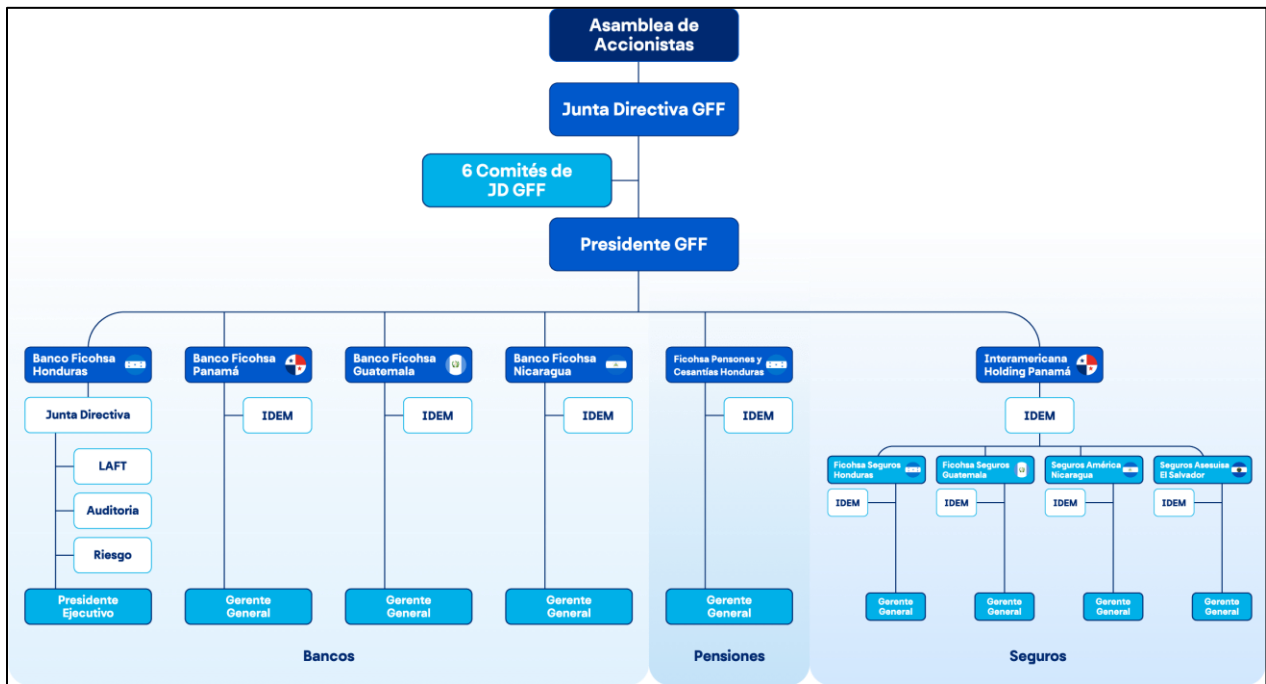 Asamblea de
Accionistas
Junta Directiva GFF
6 Comités de
JD GFF
Presidente GFF
Banco Ficohsa
Honduras
Banco Ficohsa
Panamá
Banco Ficohsa
Guatemala
Banco Ficohsa
Nicaragua
Ficohsa Pensones y
Cesantías Honduras
Interamericana
Holding Panamá
Junta Directiva
IDEM
IDEM
IDEM
IDEM
IDEM
LAFT
Auditoria
Riesgo
Ficohsa Seguros
Honduras
Ficohsa Seguros
Guatemala
Seguros América
Nicaragua
Seguros Asesuisa
El Salvador
IDEM
IDEM
IDEM
IDEM
Presidente
Ejecutivo
Gerente
General
Gerente
General
Gerente
General
Gerente
General
Gerente
General
Gerente
General
Gerente
General
Gerente
General
Bancos
Pensiones
Seguros